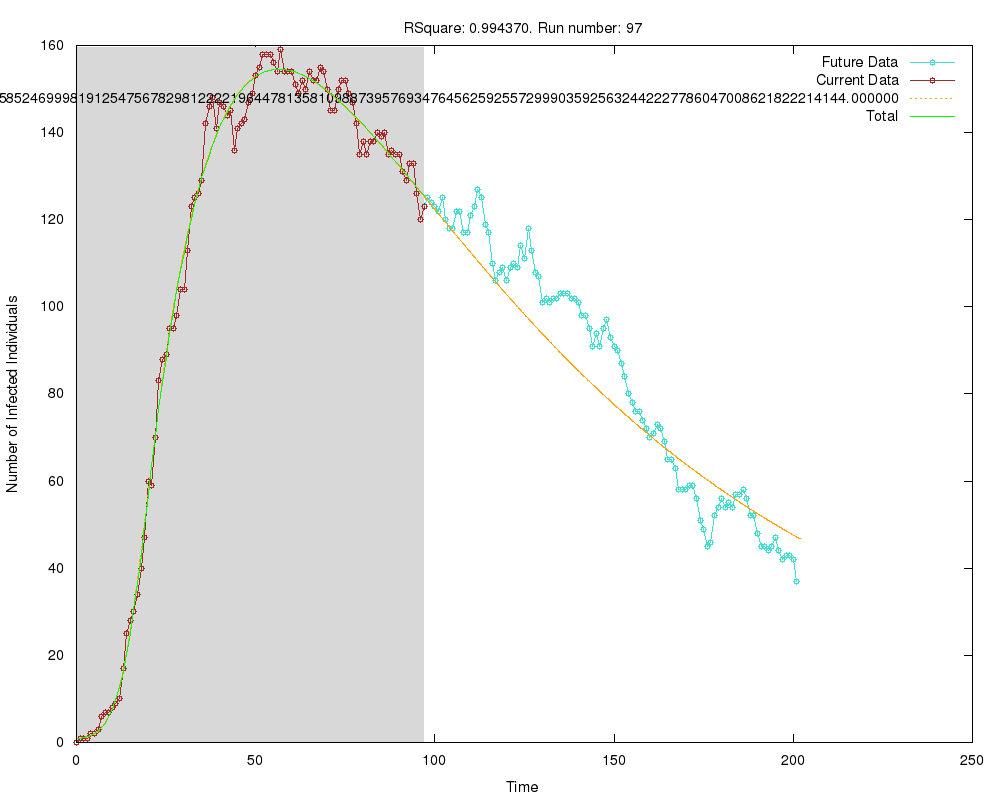 RSquare: 0.994370. Run number: 97
160
Future Data
Current Data
Total
140
120
100
80
60
40
20
0
Number of Infected Individuals
0 50 100 150 200 250
Time